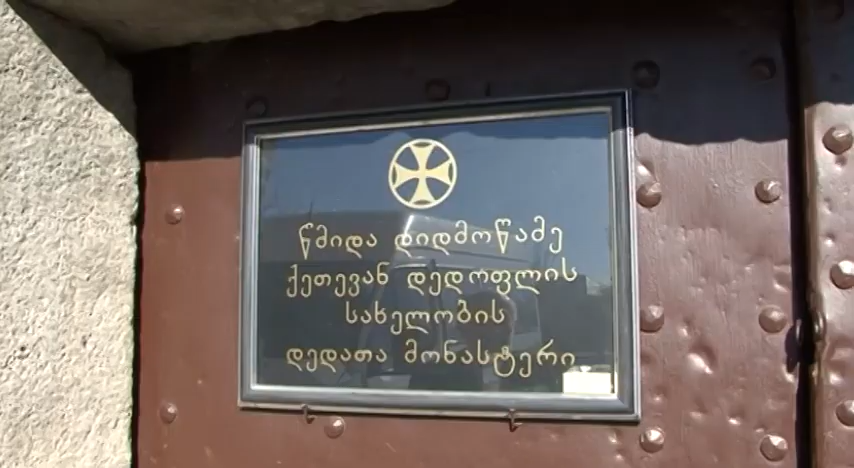 წმიდა დიდმოწამე
ქეთევან დედოფლის
სახელობის
დედათა მონასტერი